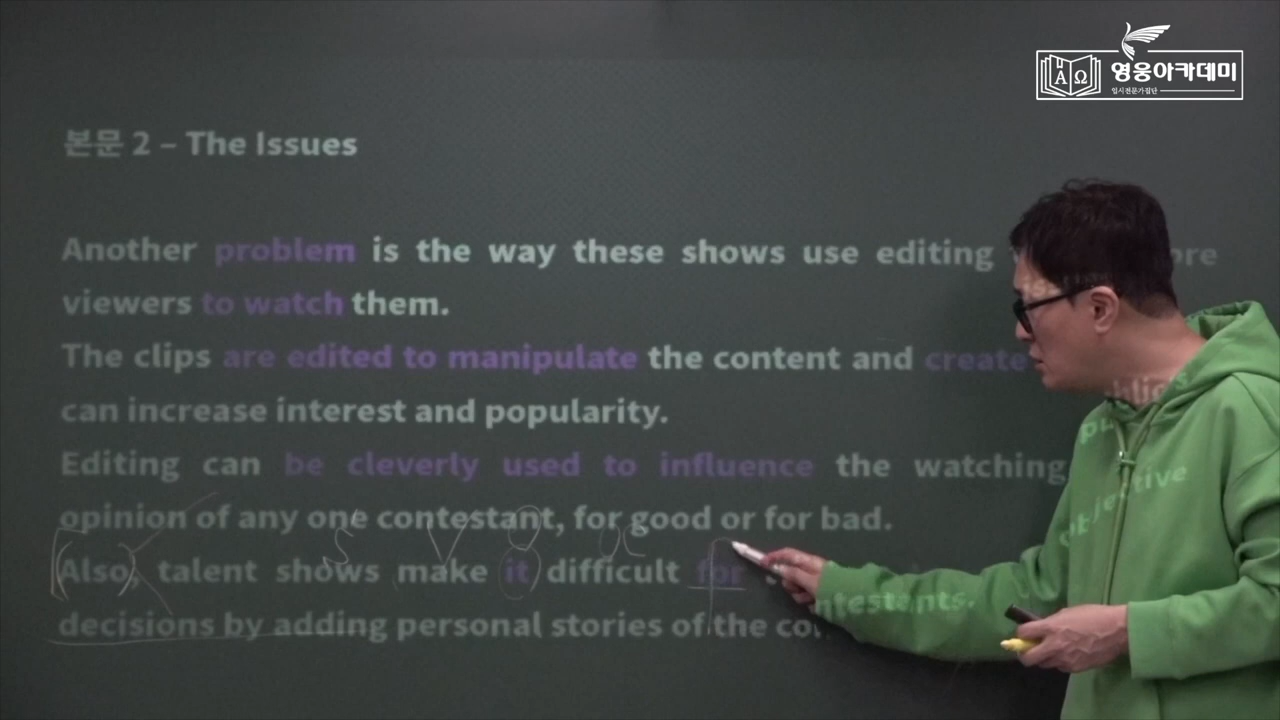 영웅아카데미
입시전문가집단
본문 2 – The Issues
Another problem is the way these shows use editing
viewers to watch them.
The clips are edited to manipulate the content and create
can increase interest and popularity.
Editing can be cleverly used to influence the watching
opinion of any one contestant, for good or for bad.
Also, talent shows make it difficult for
decisions by adding personal stories of the contestants.